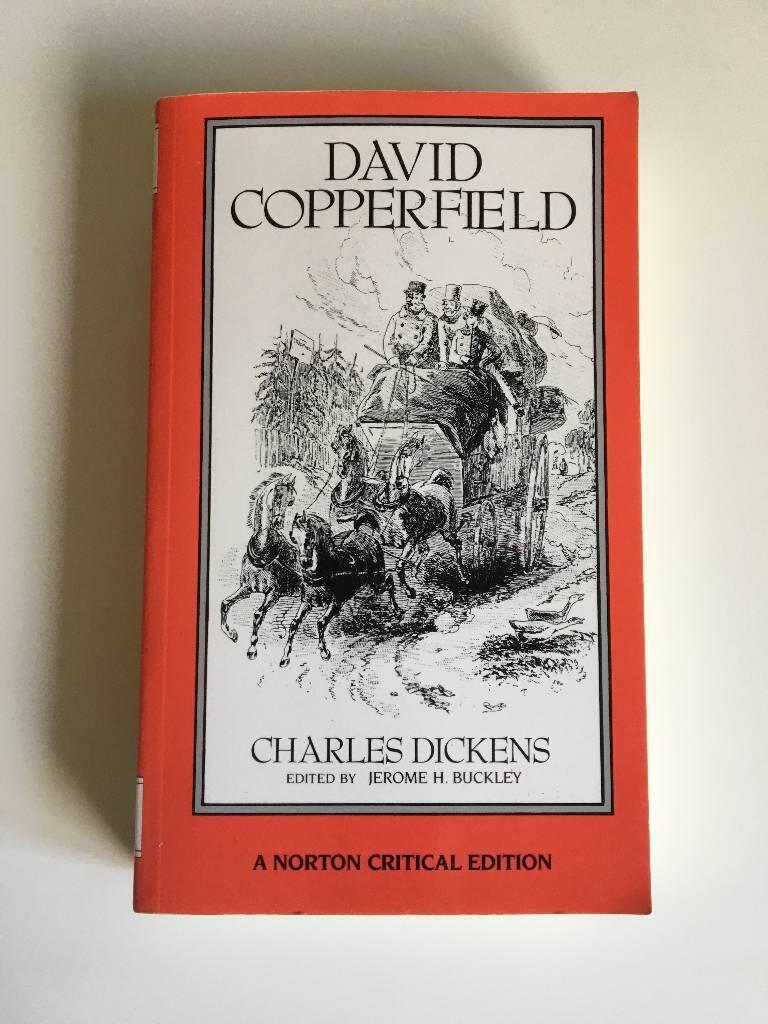 DAVID
COPPERFIELD
CHARLES DICKENS
EDITED BY JEROME H. BUCKLEY
A NORTON CRITICAL EDITION